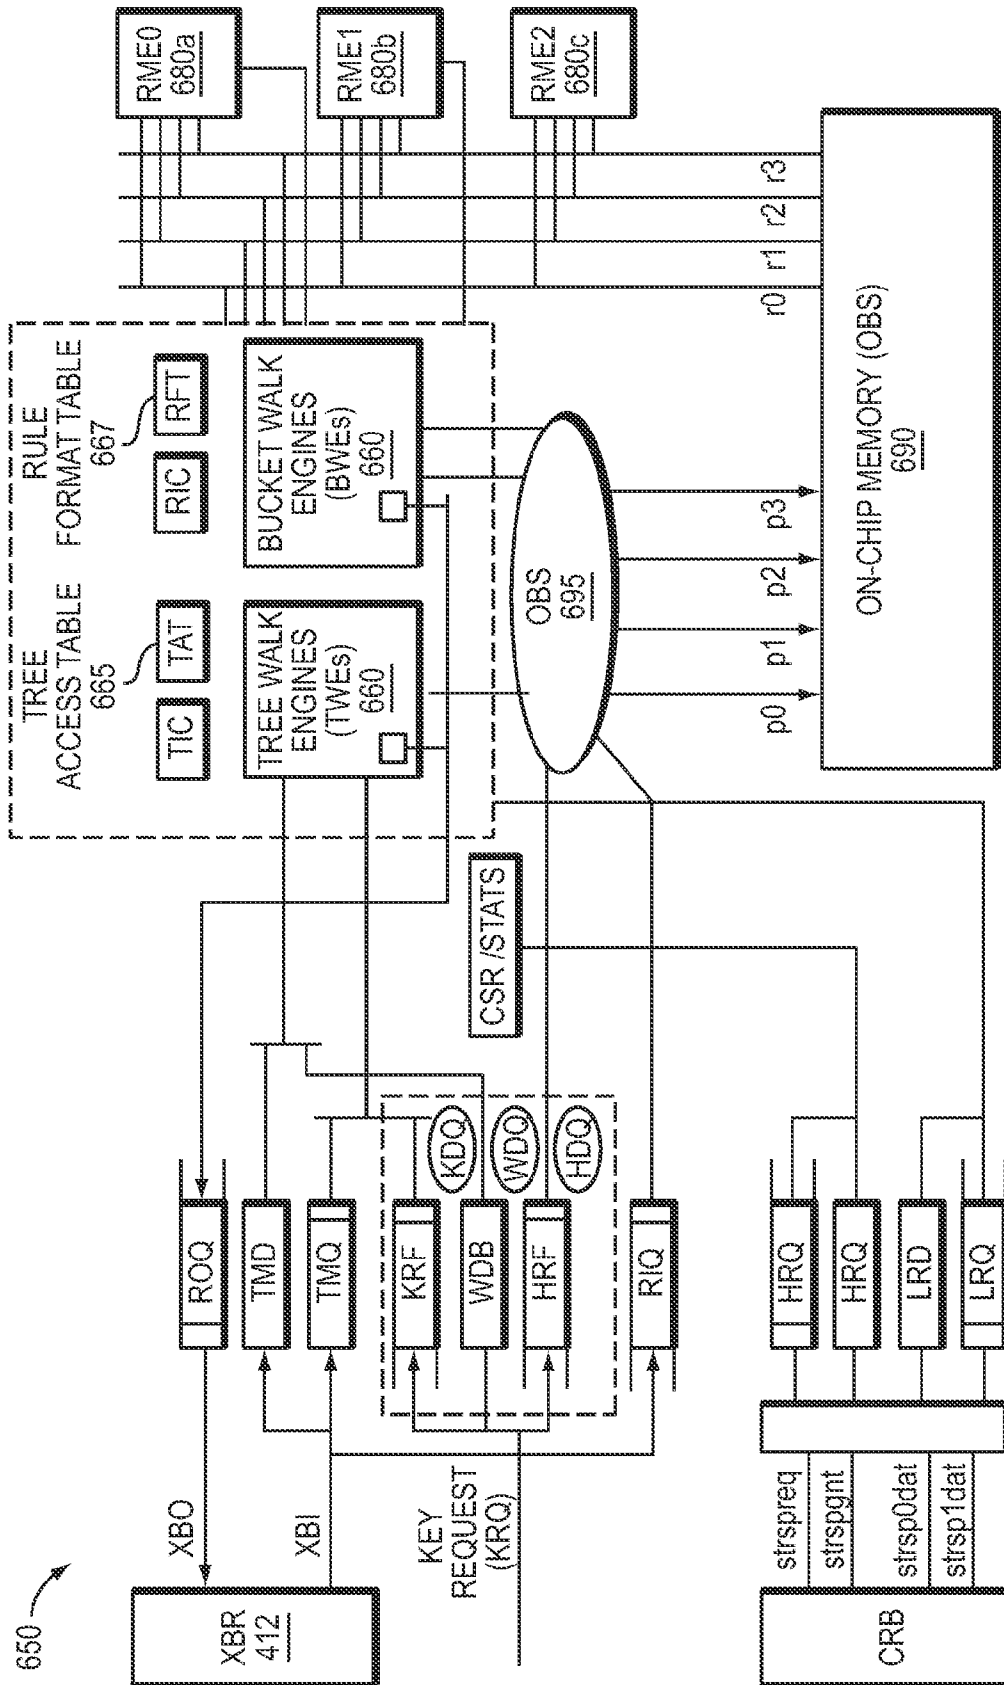 650
XBR
412
XBO
XBI
KEY
REQUEST
(KRQ)
ROQ
TMD
TMQ
KRF
WDB
HRF
RIQ
KDQ
WDQ
HDQ
TREE
ACCESS TABLE
665
TIC
TAT
RULE
FORMAT TABLE
667
RIC
RFT
TREE WALK
ENGINES
(TWEs)
660
BUCKET WALK
ENGINES
(BWEs)
660
RME0
680a
RME1
680b
RME2
680c
CSR /STATS
OBS
695
p0
p1
p2
p3
r0
r1
r2
r3
ON-CHIP MEMORY (OBS)
690
CRB
strspreq
strspgnt
strsp0dat
strsp1dat
HRQ
HRQ
LRD
LRQ